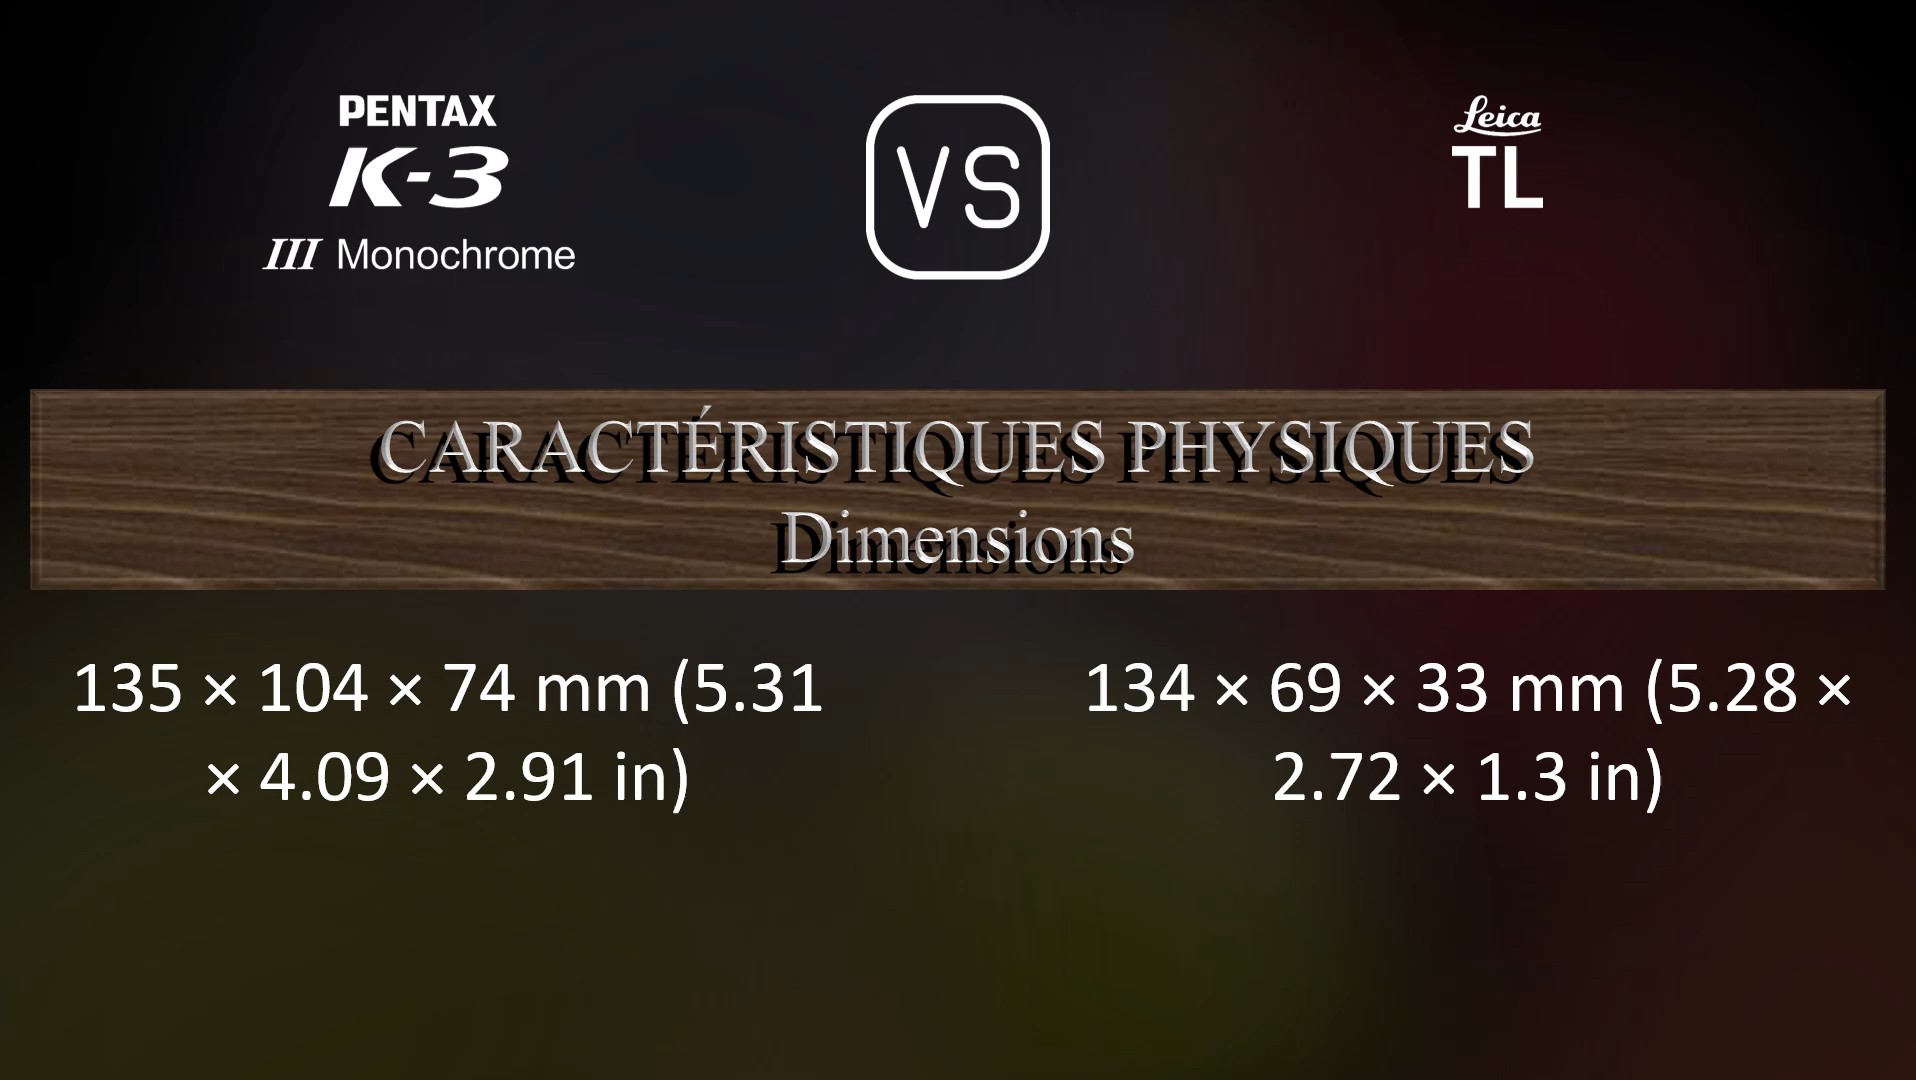 PENTAX
K-3
III Monochrome
VS
Leica
TL
CARACTÉRISTIQUES PHYSIQUES
Dimensions
135 × 104 × 74 mm (5.31
× 4.09 × 2.91 in)
134 × 69 × 33 mm (5.28 ×
2.72 × 1.3 in)